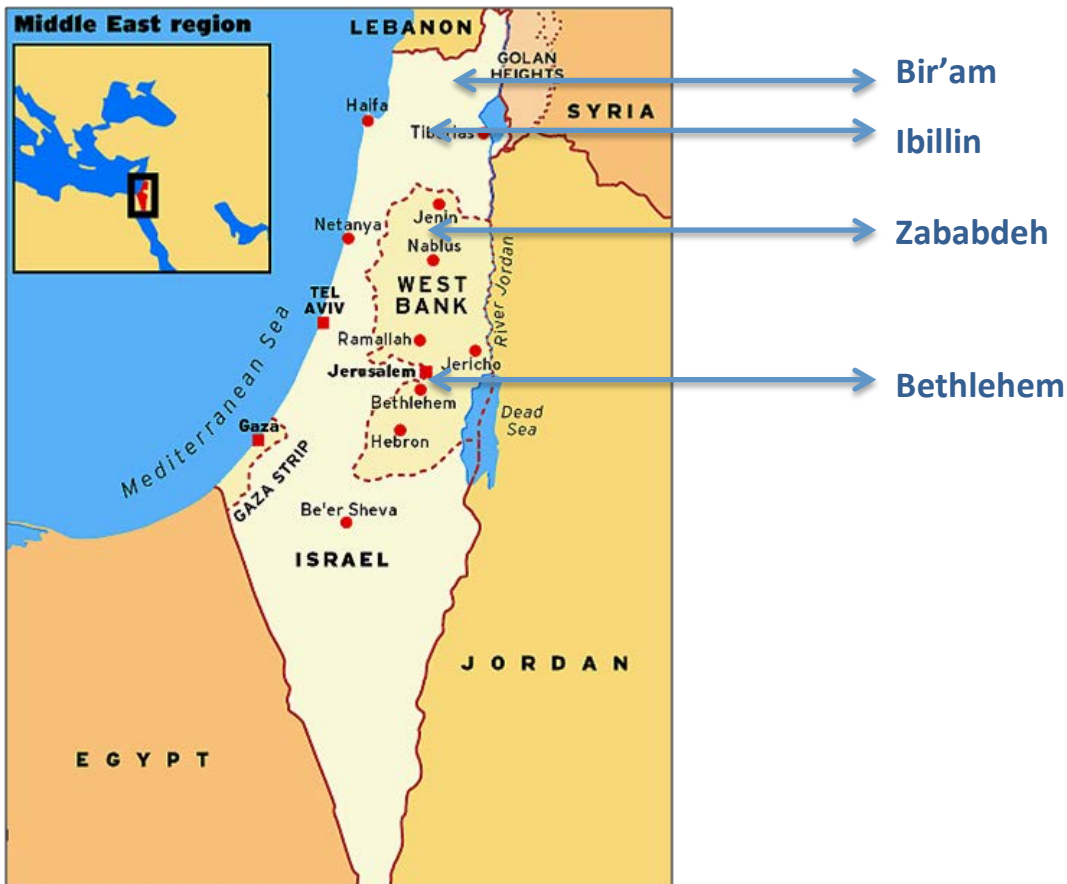 Middle East region
LEBANON
GOLAN
HEIGHTS
SYRIA
Bir’am
Haifa
Tiberias
Ibillin
Jenin
Netanya
Nablus
Zababdeh
WEST
BANK
River Jordan
TEL
AVIV
Ramallah
Jericho
Jerusalem
Bethlehem
Bethlehem
Mediterranean Sea
Dead
Sea
Gaza
Hebron
GAZA STRIP
Be'er Sheva
ISRAEL
JORDAN
EGYPT